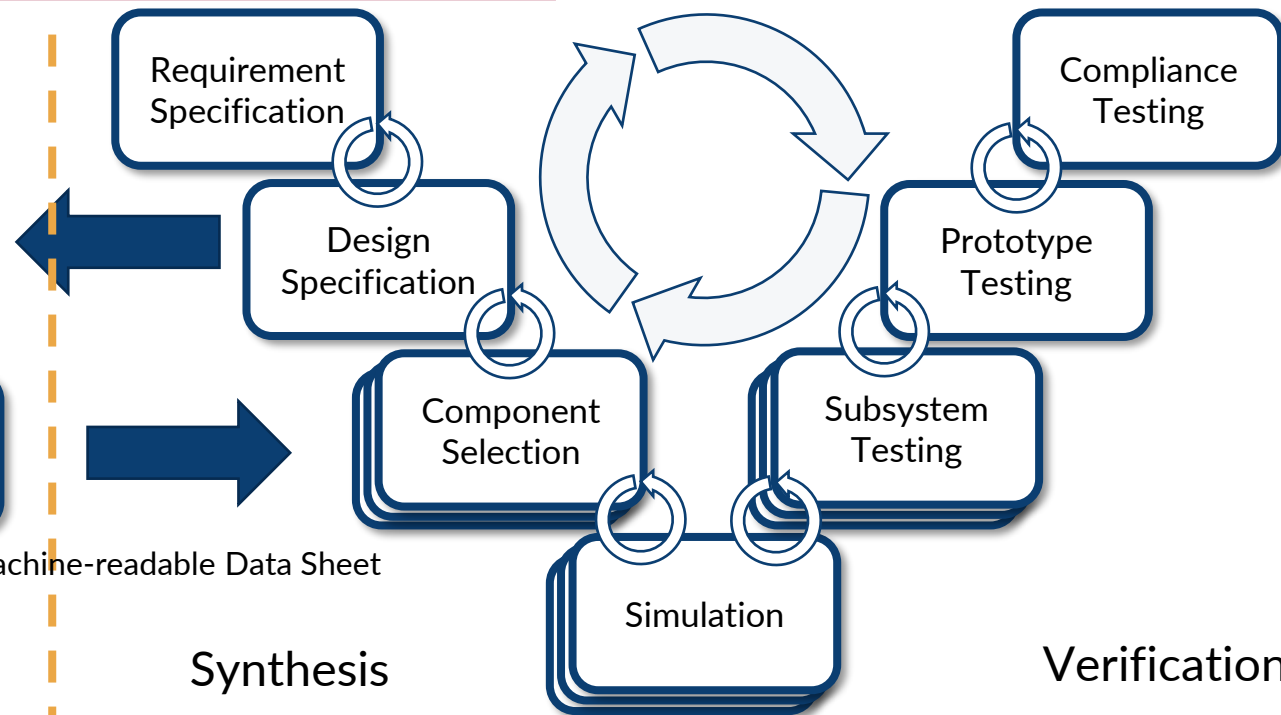 Requirement
Specification
Compliance
Testing
Design
Specification
Prototype
Testing
Component
Selection
Subsystem
Testing
achine-readable Data Sheet
Simulation
Synthesis
Verification